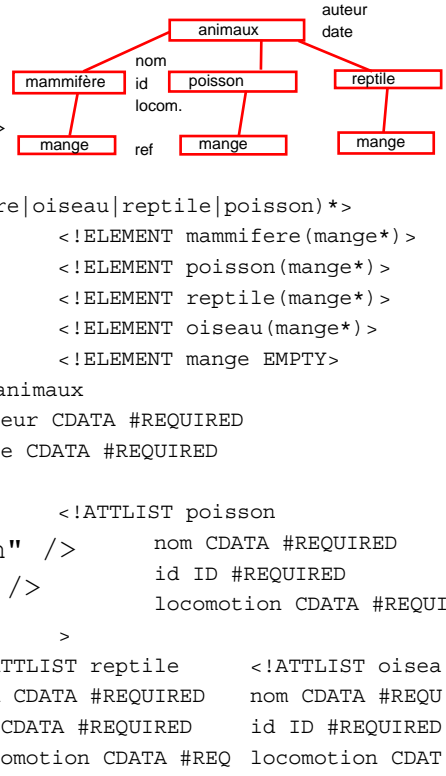 auteur
animaux
date
nom
mammifère
id
poisson
reptile
locom.
>
mange
ref
mange
mange
re|oiseau|reptile|poisson)*>
<!ELEMENT mammifere(mange*)>
<!ELEMENT poisson(mange*)>
<!ELEMENT reptile(mange*)>
<!ELEMENT oiseau(mange*)>
<!ELEMENT mange EMPTY>
animaux
eur CDATA #REQUIRED
e CDATA #REQUIRED
<!ATTLIST poisson
n" />
nom CDATA #REQUIRED
/>
id ID #REQUIRED
locomotion CDATA #REQUI
>
ATTLIST reptile <!ATTLIST oisea
CDATA #REQUIRED nom CDATA #REQU
CDATA #REQUIRED id ID #REQUIRED
omotion CDATA #REQ locomotion CDAT